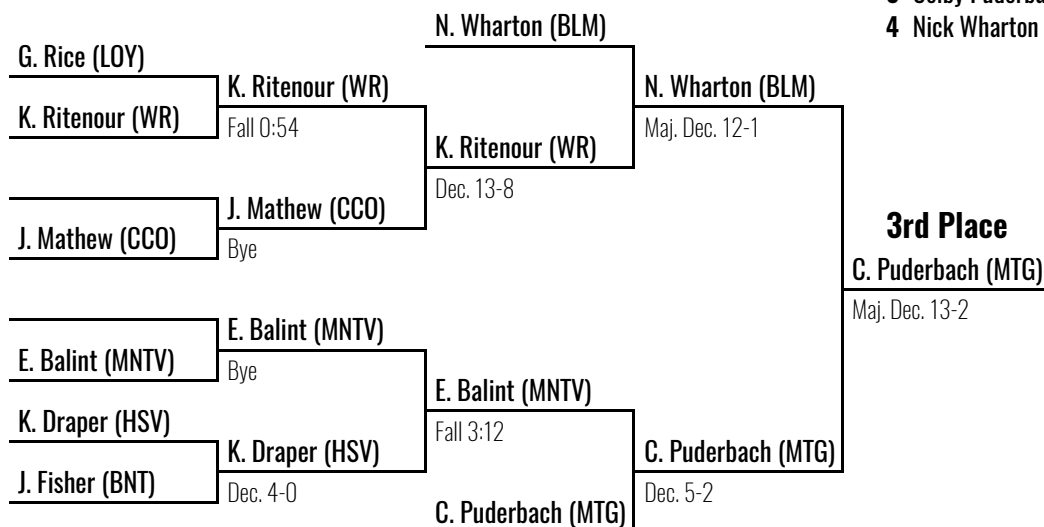 4 Nick Wharton
N. Wharton (BLM)
G. Rice (LOY)
K. Ritenour (WR)
N. Wharton (BLM)
K. Ritenour (WR)
Fall 0:54
Maj. Dec. 12-1
K. Ritenour (WR)
Dec. 13-8
J. Mathew (CCO)
J. Mathew (CCO)
Bye
3rd Place
C. Puderbach (MTG)
Maj. Dec. 13-2
E. Balint (MNTV)
E. Balint (MNTV)
Bye
E. Balint (MNTV)
K. Draper (HSV)
Fall 3:12
K. Draper (HSV)
C. Puderbach (MTG)
J. Fisher (BNT)
Dec. 4-0
Dec. 5-2
C. Puderbach (MTG)